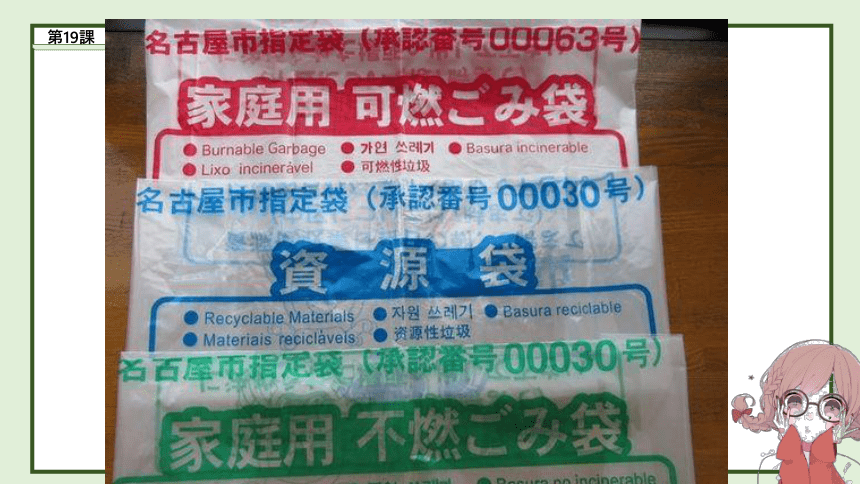 第19課
名古屋市指定袋（承認番号00063号）
家庭用 可燃ごみ袋
● Burnable Garbage ● 가연 쓰레기 ● Basura incinerable
● Lixo incinerável ● 可燃性垃圾
名古屋市指定袋（承認番号00030号）
資源袋
● Recyclable Materials ● 자원 쓰레기 ● Basura reciclable
● Materiais recicláveis ● 资源性垃圾
名古屋市指定袋（承認番号00030号）
家庭用 不燃ごみ袋
● Basura no incinerable